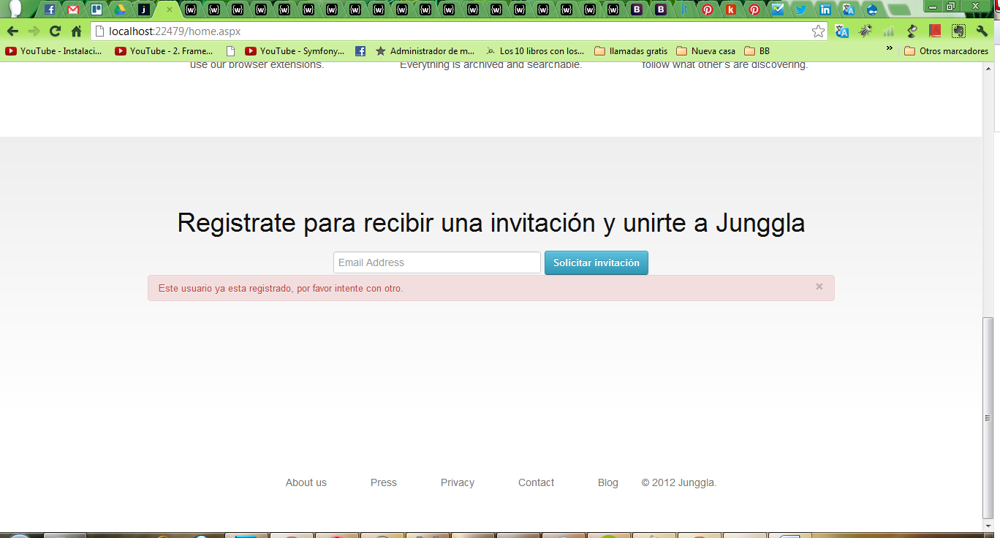 localhost:22479/home.aspx
YouTube - Instalaci... YouTube - 2. Frame... YouTube - Symfony... Administrador de m... Los 10 libros con los... llamadas gratis Nueva casa BB » Otros marcadores
use our browser extensions. Everything is archived and searchable. follow what other's are discovering.
Registrate para recibir una invitación y unirte a Junggla
Email Address Solicitar invitación
Este usuario ya esta registrado, por favor intente con otro. ×
About us Press Privacy Contact Blog © 2012 Junggla.